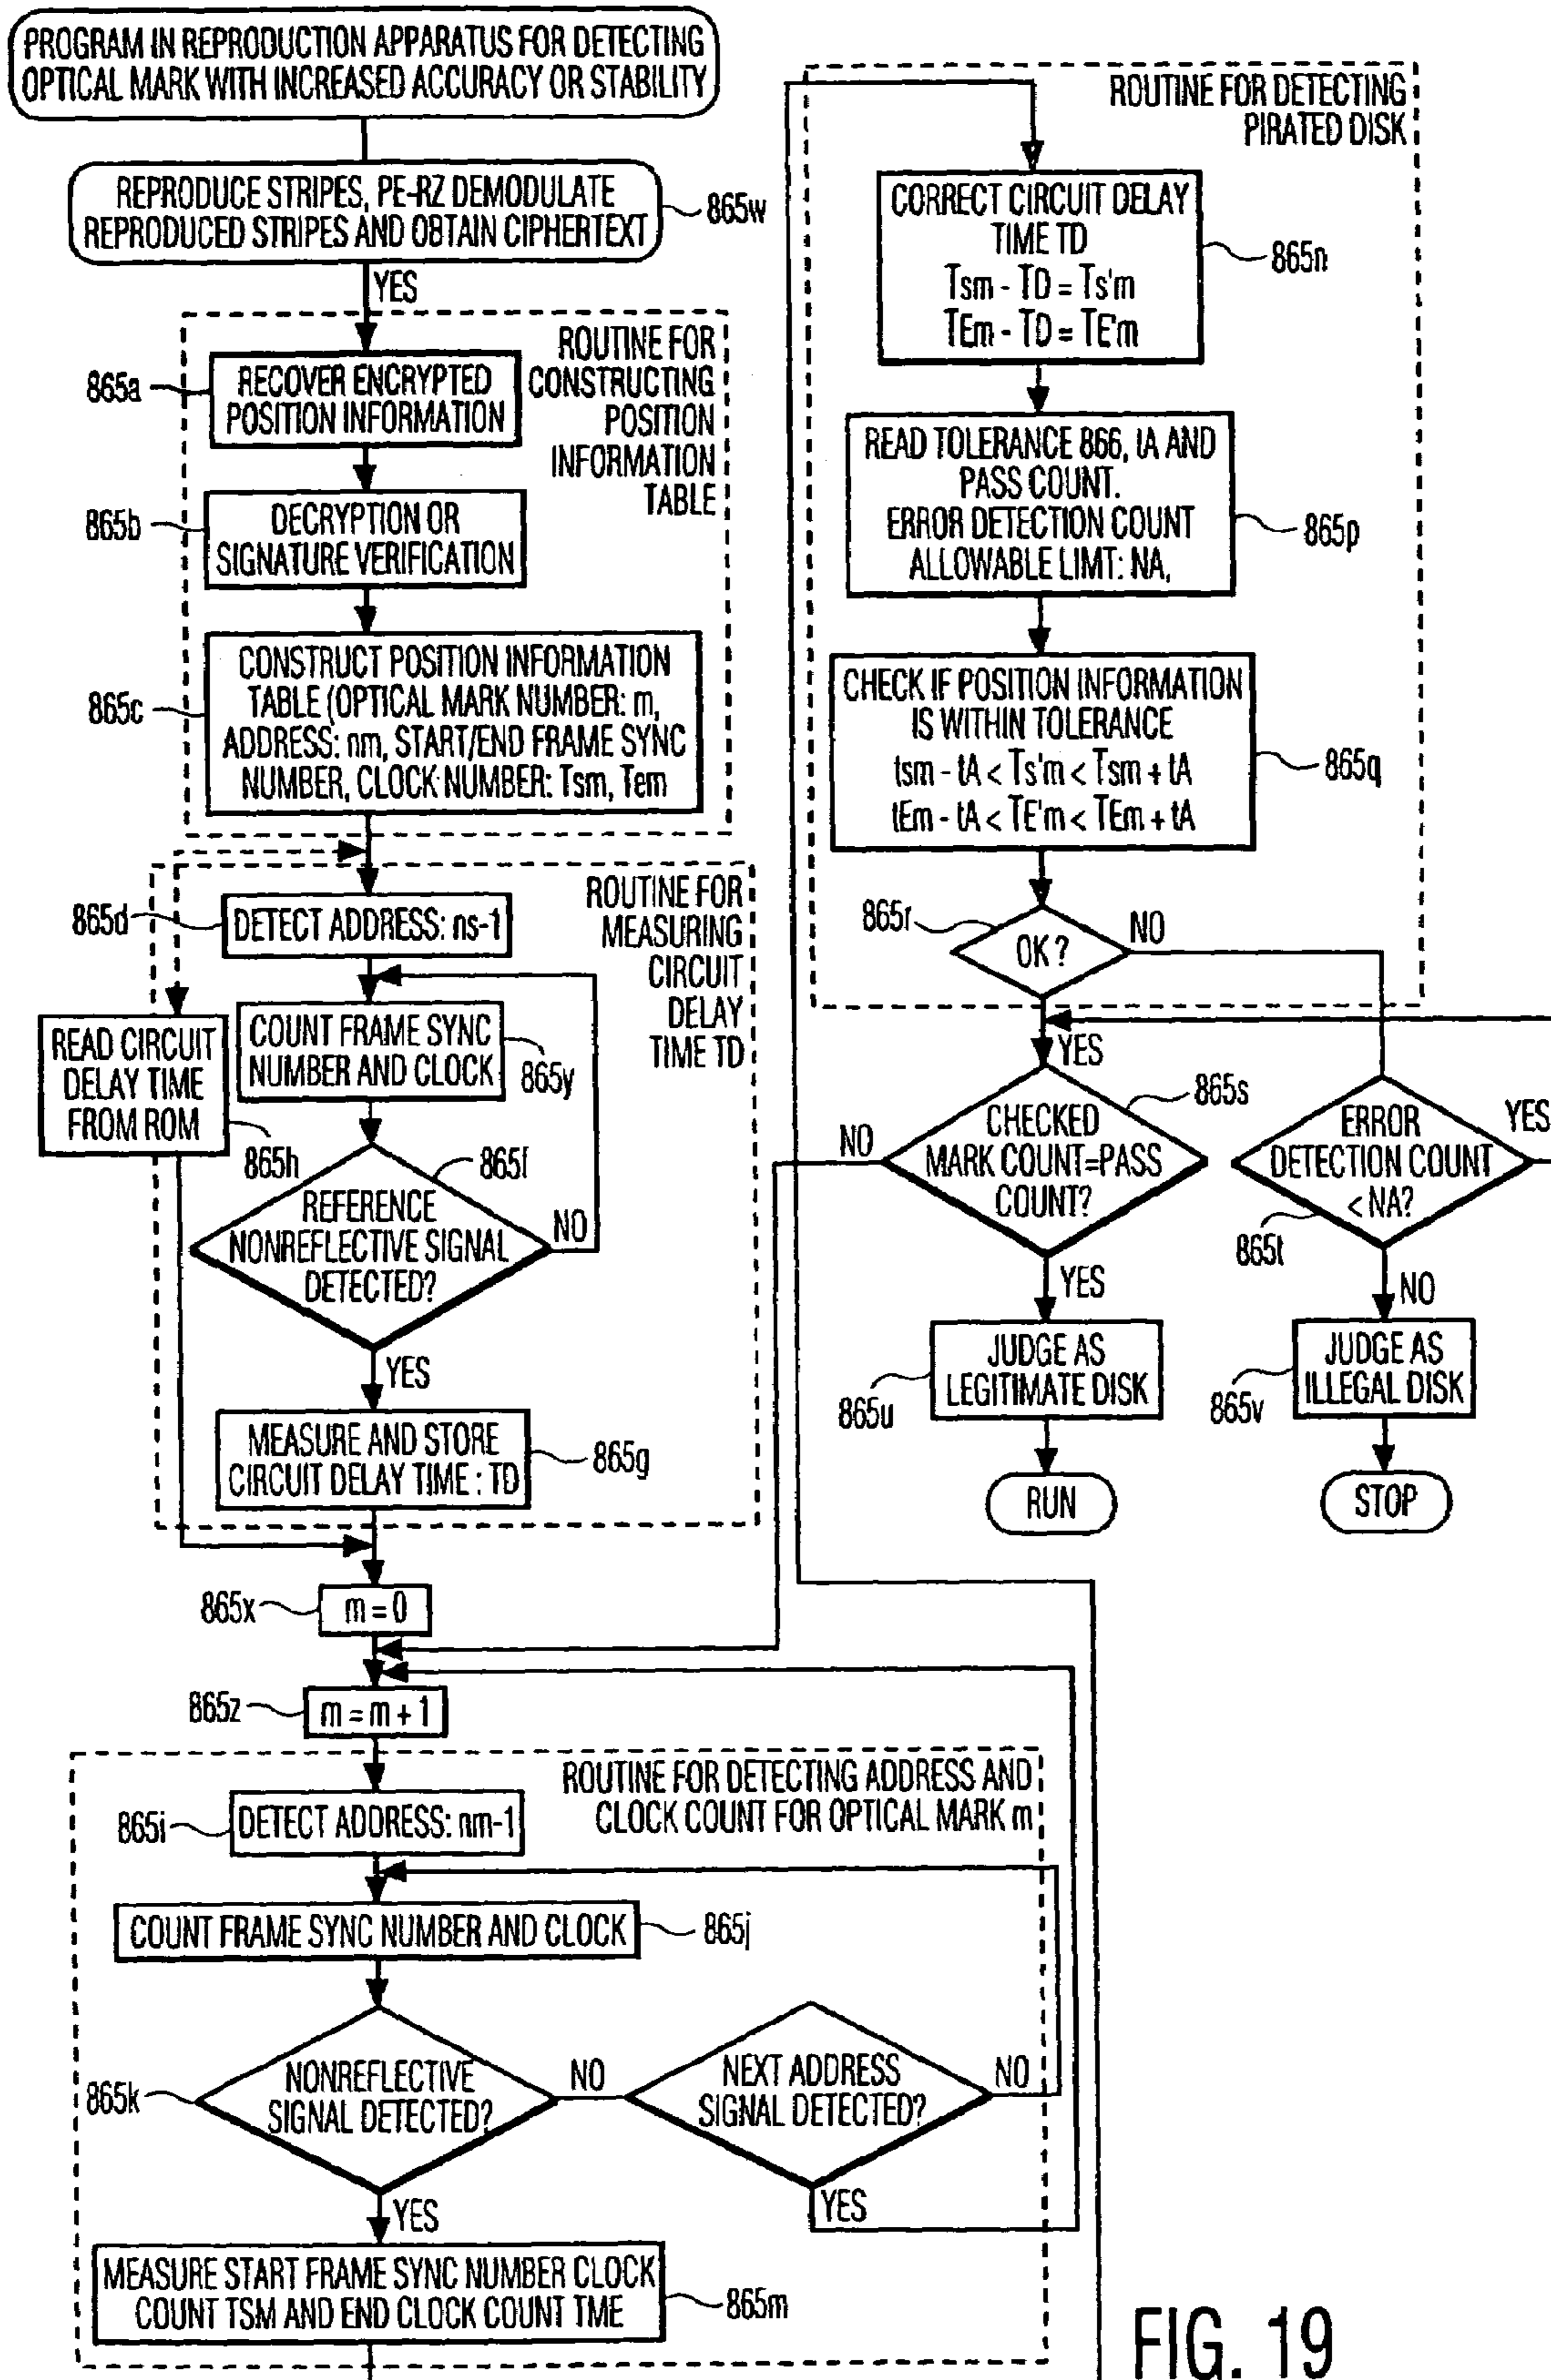 PROGRAM IN REPRODUCTION APPARATUS FOR DETECTING
OPTICAL MARK WITH INCREASED ACCURACY OR STABILITY
REPRODUCE STRIPES, PE-RZ DEMODULATE
REPRODUCED STRIPES AND OBTAIN CIPHERTEXT
865w
YES
ROUTINE FOR
CONSTRUCTING
POSITION
INFORMATION
TABLE
865a
RECOVER ENCRYPTED
POSITION INFORMATION
865b
DECRYPTION OR
SIGNATURE VERIFICATION
865c
CONSTRUCT POSITION INFORMATION
TABLE (OPTICAL MARK NUMBER: m,
ADDRESS: nm, START/END FRAME SYNC
NUMBER, CLOCK NUMBER: Tsm, Tem
ROUTINE FOR
MEASURING
CIRCUIT
DELAY
TIME TD
865d
DETECT ADDRESS: ns-1
READ CIRCUIT
DELAY TIME
FROM ROM
865h
COUNT FRAME SYNC
NUMBER AND CLOCK
865y
865f
REFERENCE
NONREFLECTIVE SIGNAL
DETECTED?
NO
YES
MEASURE AND STORE
CIRCUIT DELAY TIME : TD
865g
865x
m = 0
865z
m = m + 1
ROUTINE FOR DETECTING ADDRESS AND
CLOCK COUNT FOR OPTICAL MARK m
865i
DETECT ADDRESS: nm-1
COUNT FRAME SYNC NUMBER AND CLOCK
865j
865k
NONREFLECTIVE
SIGNAL DETECTED?
NO
NEXT ADDRESS
SIGNAL DETECTED?
NO
YES
YES
MEASURE START FRAME SYNC NUMBER CLOCK
COUNT TSM AND END CLOCK COUNT TME
865m
ROUTINE FOR DETECTING
PIRATED DISK
CORRECT CIRCUIT DELAY
TIME TD
Tsm - TD = Ts'm
TEm - TD = TE'm
865n
READ TOLERANCE 866, tA AND
PASS COUNT.
ERROR DETECTION COUNT
ALLOWABLE LIMT: NA,
865p
CHECK IF POSITION INFORMATION
IS WITHIN TOLERANCE
tsm - tA < Ts'm < Tsm + tA
tEm - tA < TE'm < TEm + tA
865q
865r
OK?
NO
YES
CHECKED
MARK COUNT=PASS
COUNT?
865s
NO
YES
ERROR
DETECTION COUNT
< NA?
865t
YES
NO
JUDGE AS
LEGITIMATE DISK
865u
JUDGE AS
ILLEGAL DISK
865v
RUN
STOP
FIG. 19